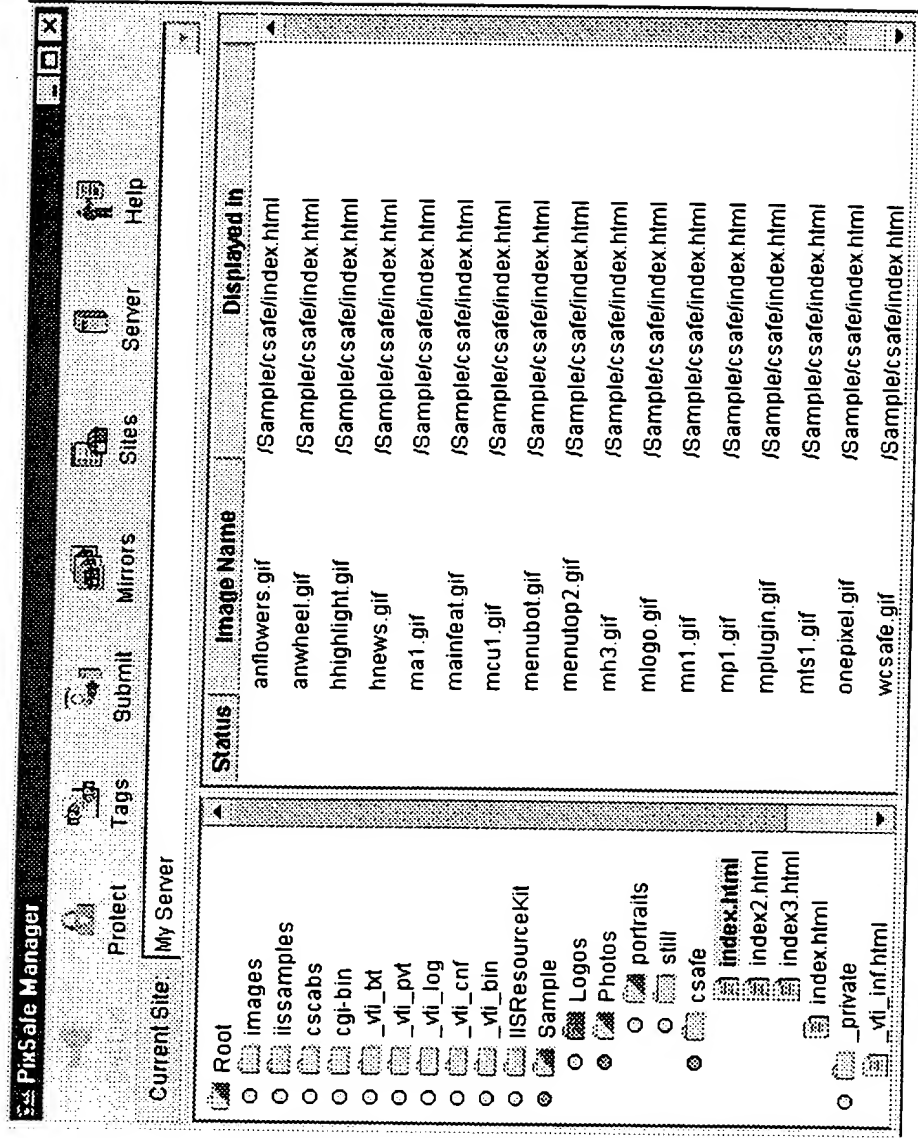 PixSafe Manager
Protect Tags Submit Mirrors Sites Server Help
Current Site: My Server
Root
images
iissamples
cscabs
cgi-bin
_vti_txt
_vti_pvt
_vti_log
_vti_cnf
_vti_bin
IISResourceKit
Sample
Logos
Photos
portraits
still
csafe
index.html
index2.html
index3.html
index.html
_private
_vti_inf.html
Status Image Name Displayed In
anflowers.gif /Sample/csafe/index.html
anwheel.gif /Sample/csafe/index.html
hhighlight.gif /Sample/csafe/index.html
hnews.gif /Sample/csafe/index.html
ma1.gif /Sample/csafe/index.html
mainfeat.gif /Sample/csafe/index.html
mcu1.gif /Sample/csafe/index.html
menubot.gif /Sample/csafe/index.html
menutop2.gif /Sample/csafe/index.html
mh3.gif /Sample/csafe/index.html
mlogo.gif /Sample/csafe/index.html
mn1.gif /Sample/csafe/index.html
mp1.gif /Sample/csafe/index.html
mplugin.gif /Sample/csafe/index.html
mts1.gif /Sample/csafe/index.html
onepixel.gif /Sample/csafe/index.html
wcsafe.gif /Sample/csafe/index.html